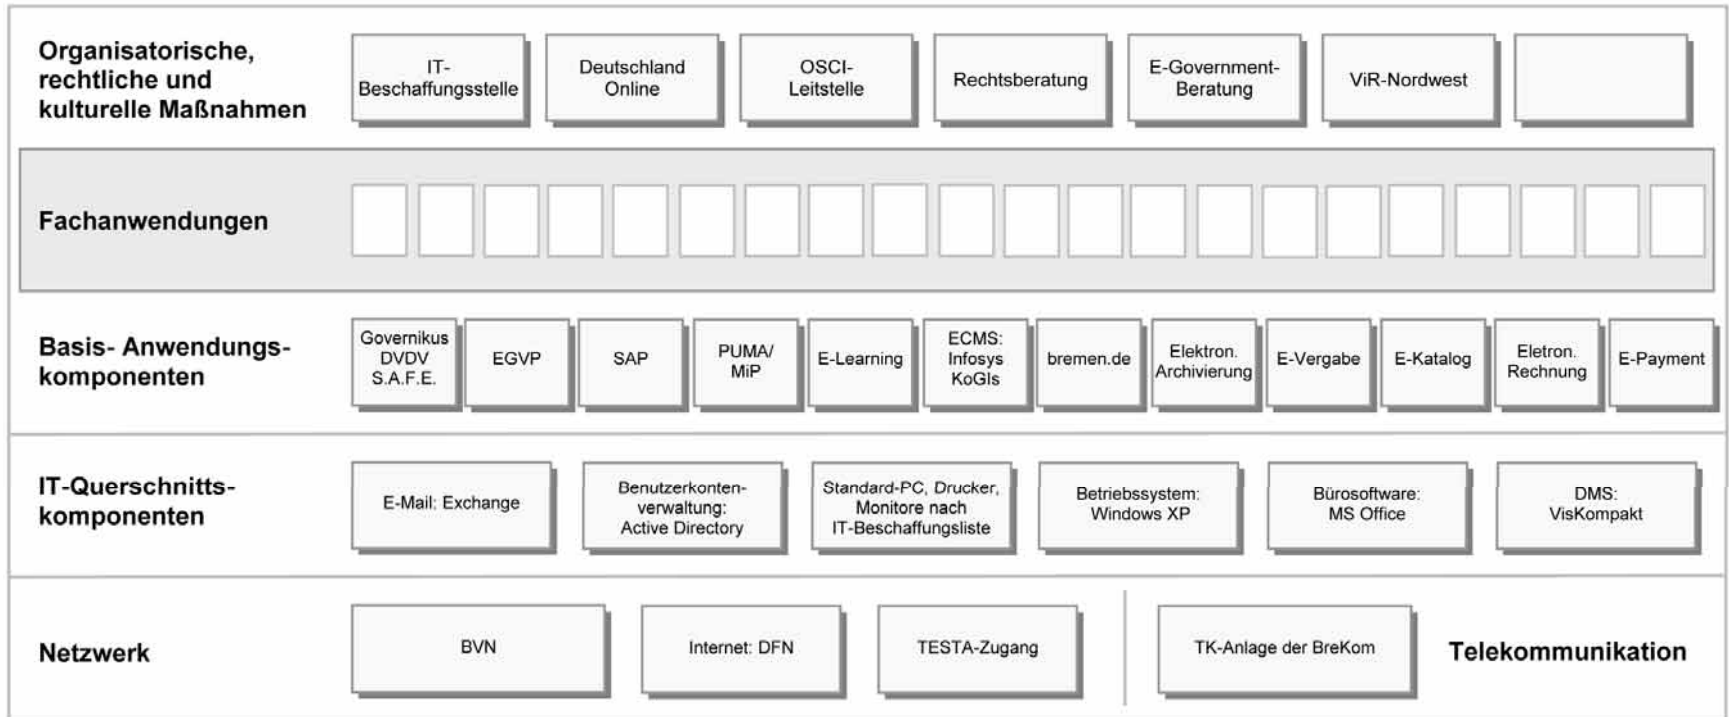 Organisatorische,
rechtliche und
kulturelle Maßnahmen
IT-
Beschaffungsstelle
Deutschland
Online
OSCI-
Leitstelle
Rechtsberatung
E-Government-
Beratung
ViR-Nordwest
Fachanwendungen
Basis- Anwendungs-
komponenten
Governikus
DVDV
S.A.F.E.
EGVP
SAP
PUMA/
MiP
E-Learning
ECMS:
Infosys
KoGIs
bremen.de
Elektron.
Archivierung
E-Vergabe
E-Katalog
Eletron.
Rechnung
E-Payment
IT-Querschnitts-
komponenten
E-Mail: Exchange
Benutzerkonten-
verwaltung:
Active Directory
Standard-PC, Drucker,
Monitore nach
IT-Beschaffungsliste
Betriebssystem:
Windows XP
Bürosoftware:
MS Office
DMS:
VisKompakt
Netzwerk
BVN
Internet: DFN
TESTA-Zugang
TK-Anlage der BreKom
Telekommunikation